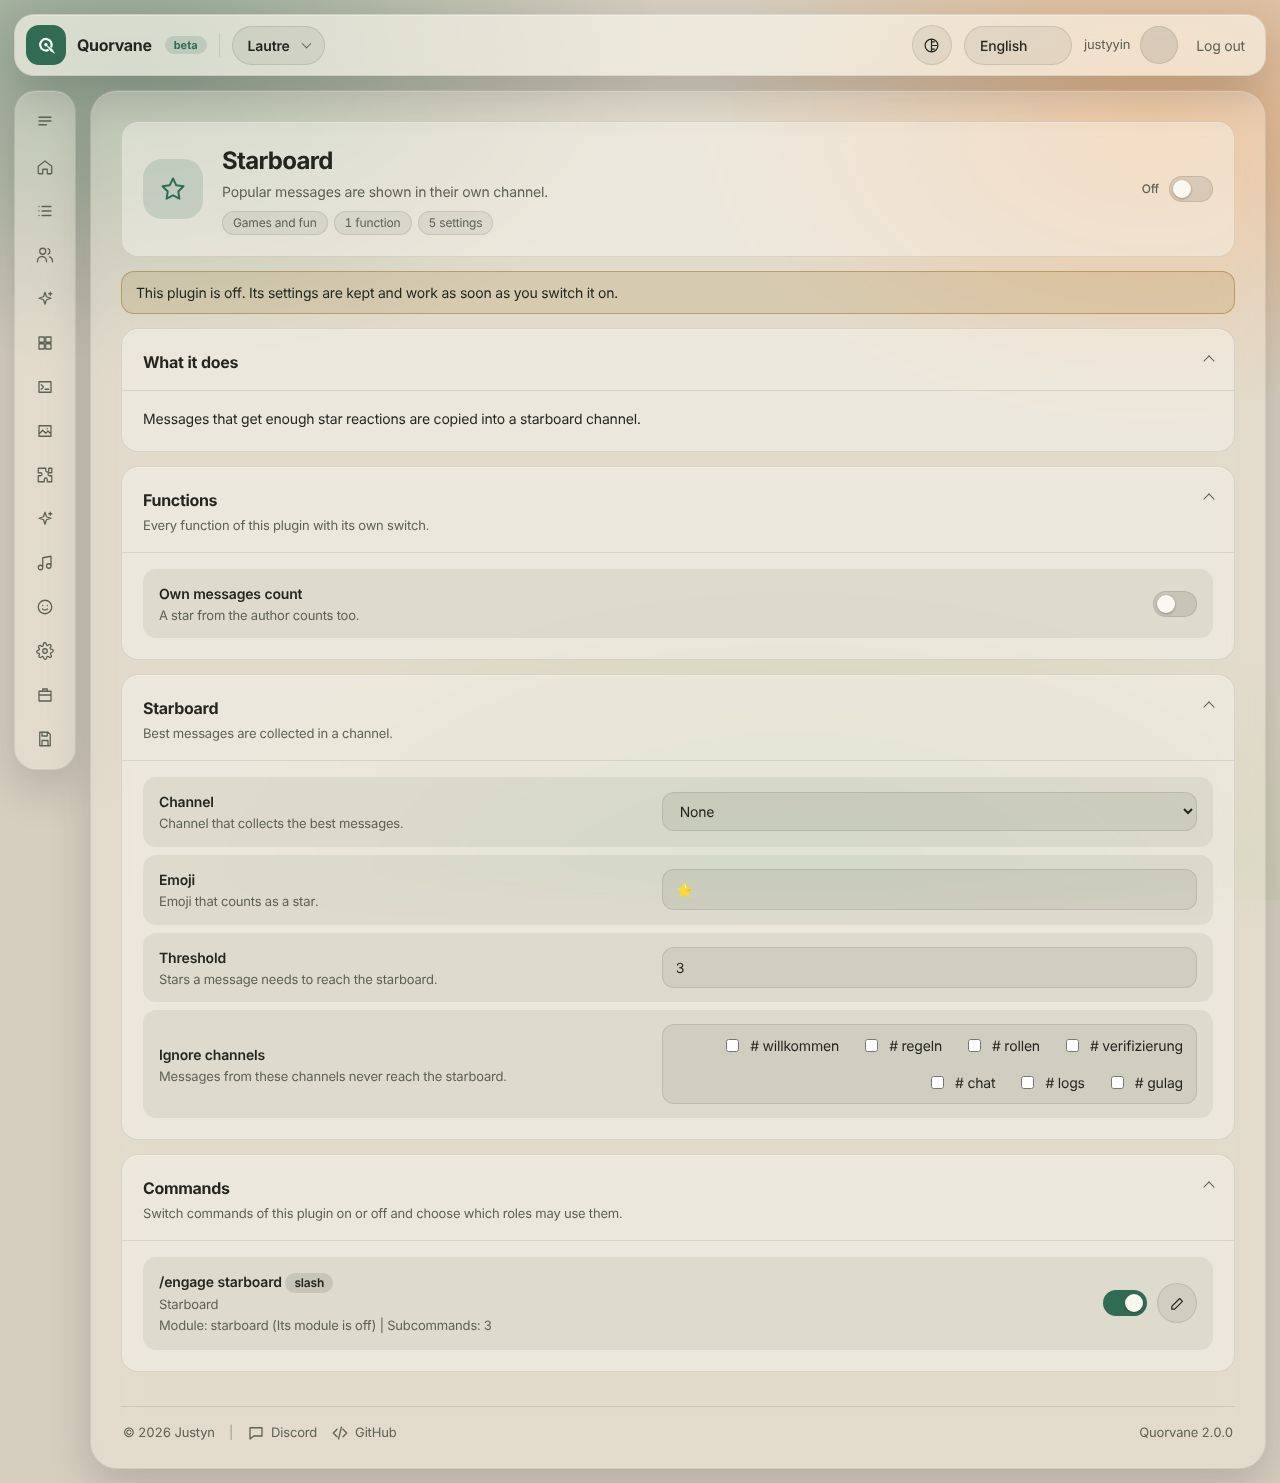 Quorvane beta Lautre English justyyin Log out
Starboard
Popular messages are shown in their own channel.
Games and fun 1 function 5 settings
Off
This plugin is off. Its settings are kept and work as soon as you switch it on.
What it does
Messages that get enough star reactions are copied into a starboard channel.
Functions
Every function of this plugin with its own switch.
Own messages count
A star from the author counts too.
Starboard
Best messages are collected in a channel.
Channel
Channel that collects the best messages.
None
Emoji
Emoji that counts as a star.
⭐
Threshold
Stars a message needs to reach the starboard.
3
Ignore channels
Messages from these channels never reach the starboard.
# willkommen # regeln # rollen # verifizierung
# chat # logs # gulag
Commands
Switch commands of this plugin on or off and choose which roles may use them.
/engage starboard slash
Starboard
Module: starboard (Its module is off) | Subcommands: 3
© 2026 Justyn | Discord GitHub Quorvane 2.0.0